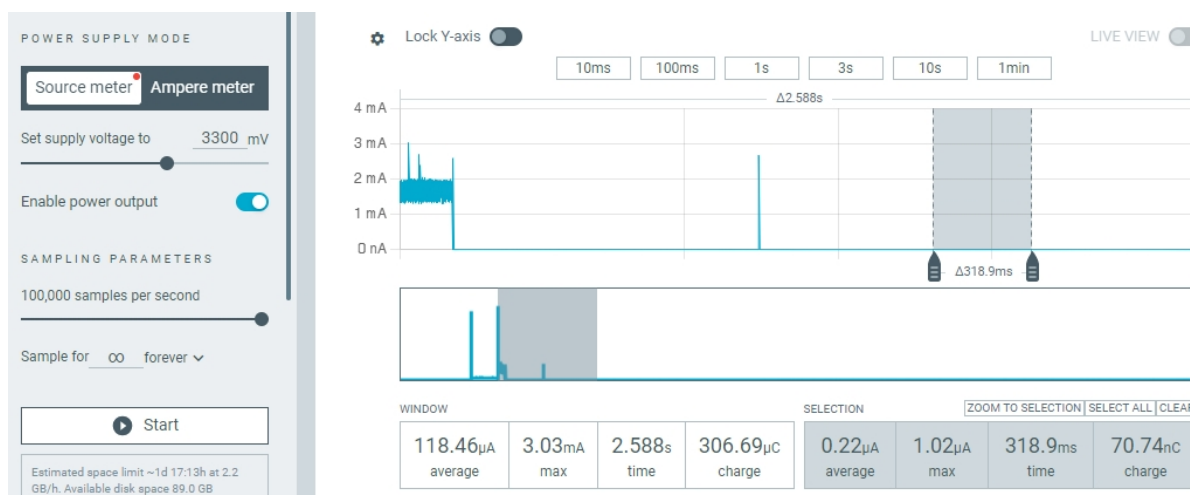 POWER SUPPLY MODE
Source meter Ampere meter
Set supply voltage to 3300 mV
Enable power output
SAMPLING PARAMETERS
100,000 samples per second
Sample for ∞ forever
Start
Estimated space limit ~1d 17:13h at 2.2
GB/h. Available disk space 89.0 GB
Lock Y-axis
LIVE VIEW
10ms 100ms 1s 3s 10s 1min
Δ2.588s
4 mA
3 mA
2 mA
1 mA
0 nA
Δ318.9ms
WINDOW
118.46μA 3.03mA 2.588s 306.69μC
average max time charge
SELECTION ZOOM TO SELECTION SELECT ALL CLEAR
0.22μA 1.02μA 318.9ms 70.74nC
average max time charge